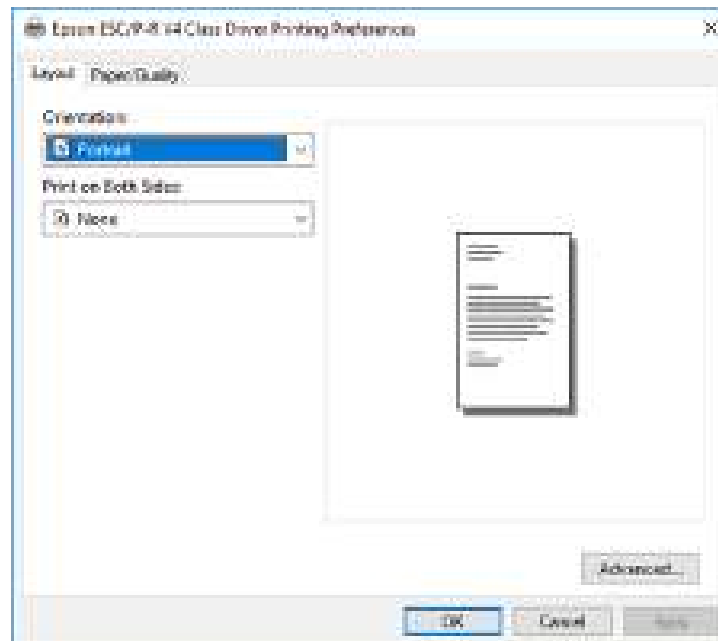 Epson ESC/P-R V4 Class Driver Printing Preferences
Layout Paper/Quality
Orientation:
Portrait
Print on Both Sides:
None
Advanced...
OK Cancel Apply